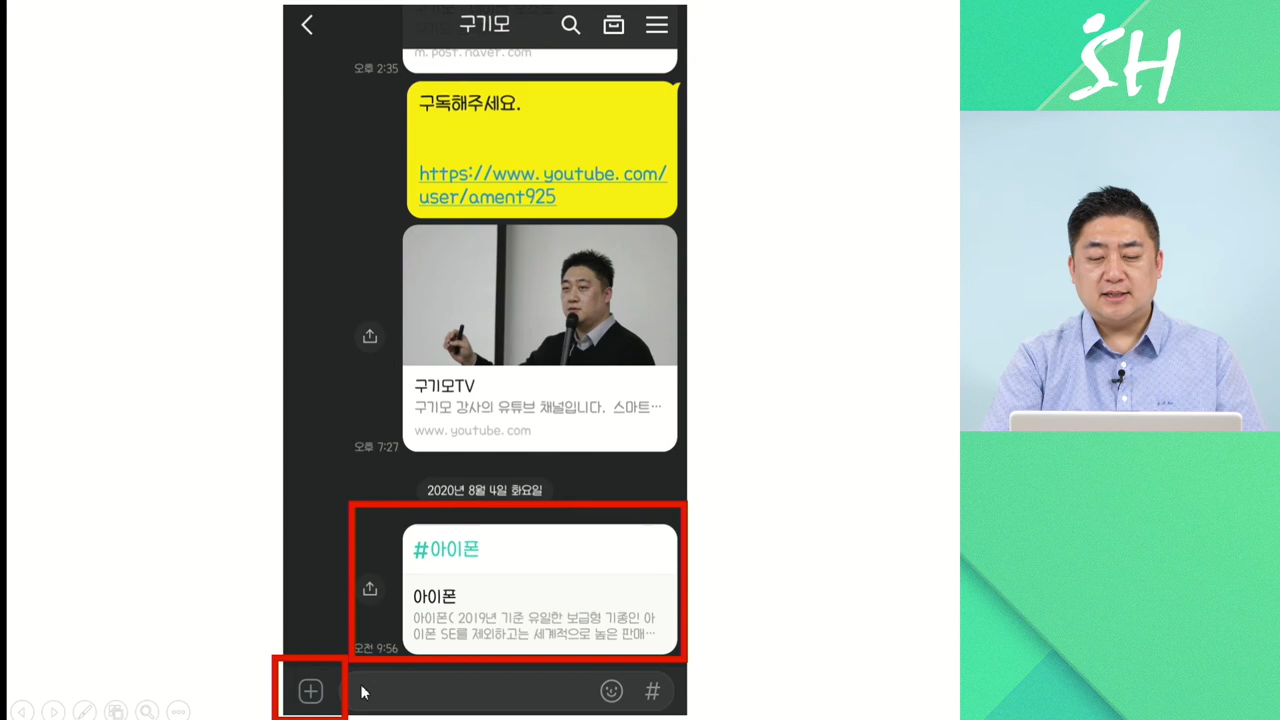 구기모
m.post.naver.com
오후 2:35
구독해주세요.
https://www.youtube.com/
user/ament925
구기모TV
구기모 강사의 유튜브 채널입니다. 스마트…
www.youtube.com
오후 7:27
2020년 8월 4일 화요일
#아이폰
아이폰
아이폰( 2019년 기준 유일한 보급형 기종인 아
이폰 SE를 제외하고는 세계적으로 높은 판매…
오전 9:56
#
SH